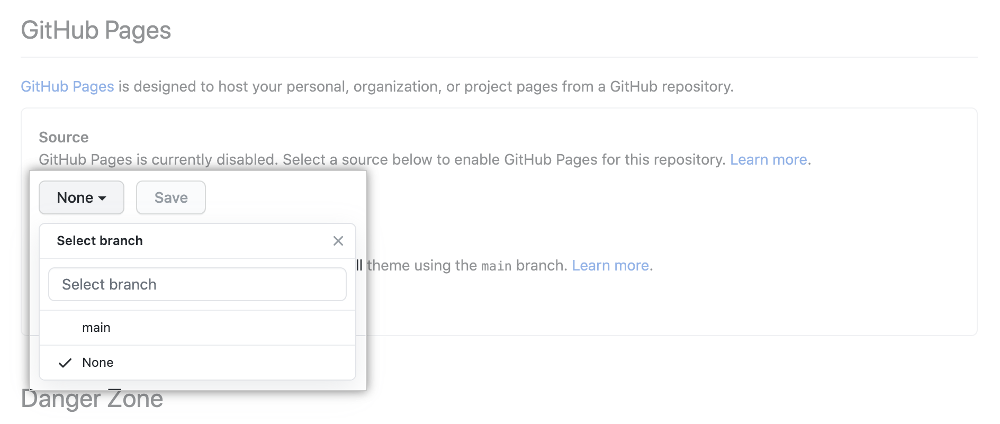 GitHub Pages
GitHub Pages is designed to host your personal, organization, or project pages from a GitHub repository.
Source
GitHub Pages is currently disabled. Select a source below to enable GitHub Pages for this repository. Learn more.
None Save
Select branch
theme using the main branch. Learn more.
Select branch
main
None
Danger Zone